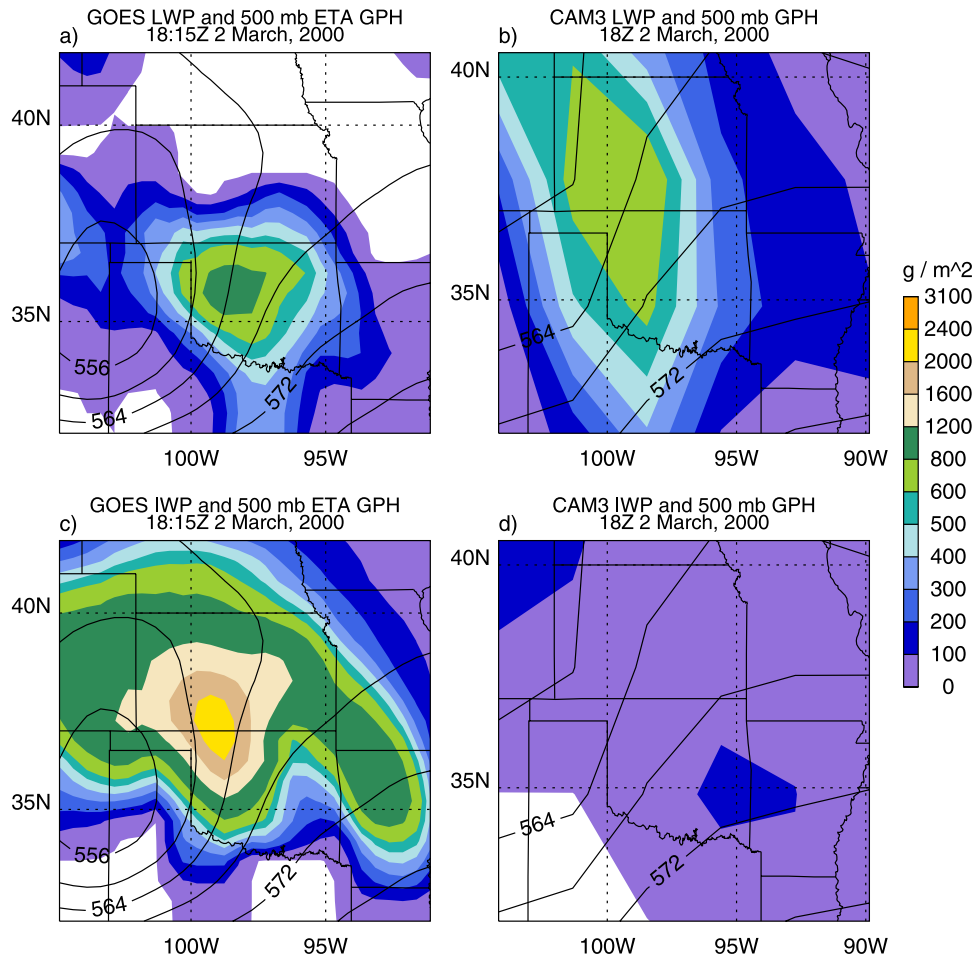 GOES LWP and 500 mb ETA GPH
a) 18:15Z 2 March, 2000
40N
35N
556
564
572
100W 95W
CAM3 LWP and 500 mb GPH
b) 18Z 2 March, 2000
40N
35N
564
572
100W 95W 90W
GOES IWP and 500 mb ETA GPH
c) 18:15Z 2 March, 2000
40N
35N
556
564
572
100W 95W
CAM3 IWP and 500 mb GPH
d) 18Z 2 March, 2000
40N
35N
564
572
100W 95W 90W
g / m^2
3100
2400
2000
1600
1200
800
600
500
400
300
200
100
0